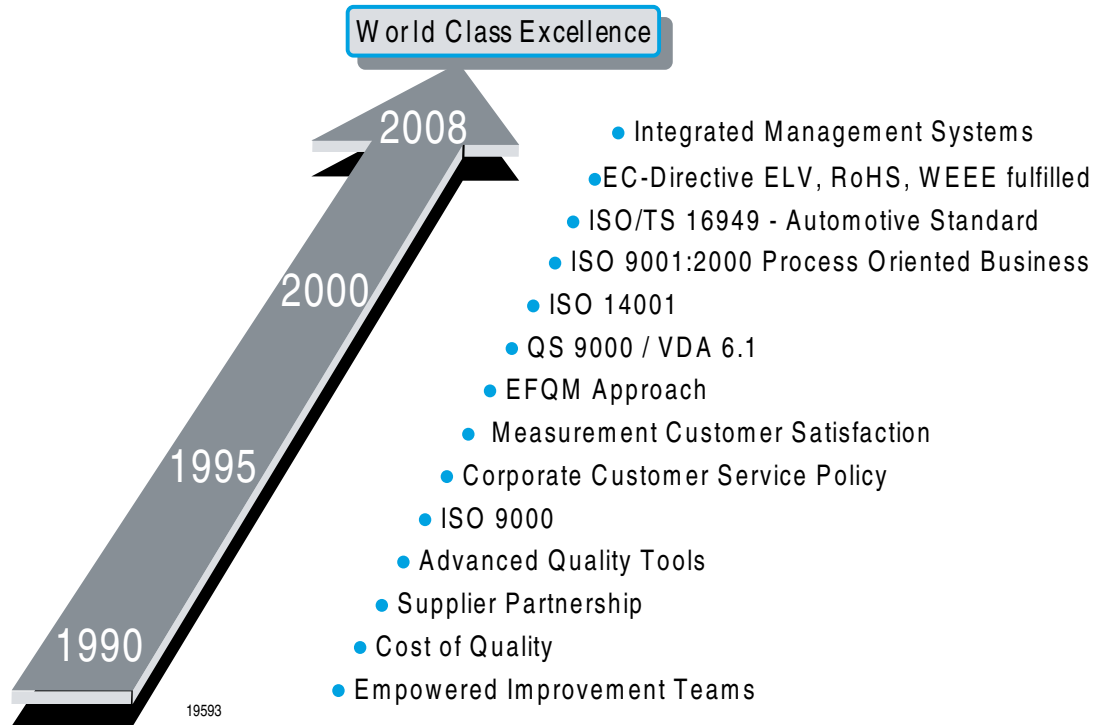 World Class Excellence
2008
Integrated Management Systems
EC-Directive ELV, RoHS, WEEE fulfilled
ISO/TS 16949 - Automotive Standard
ISO 9001:2000 Process Oriented Business
2000
ISO 14001
QS 9000 / VDA 6.1
EFQM Approach
Measurement Customer Satisfaction
1995
Corporate Customer Service Policy
ISO 9000
Advanced Quality Tools
Supplier Partnership
1990
Cost of Quality
Empowered Improvement Teams
19593